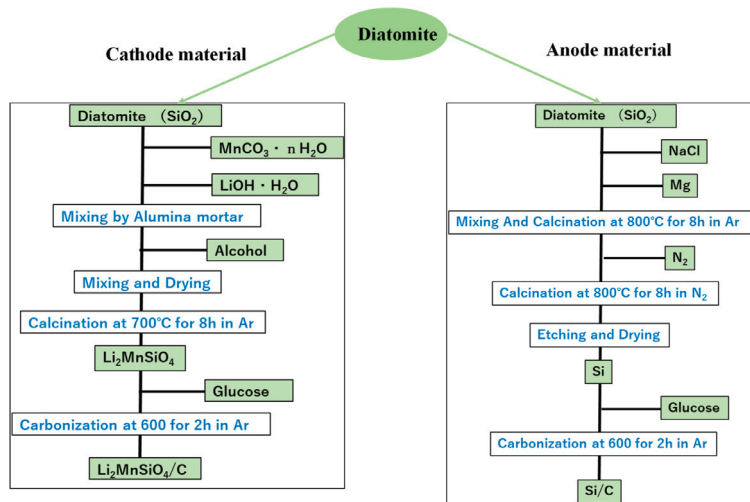 Diatomite
Cathode material
Anode material
Diatomite （SiO₂）
MnCO₃・ n H₂O
LiOH・H₂O
Mixing by Alumina mortar
Alcohol
Mixing and Drying
Calcination at 700℃ for 8h in Ar
Li₂MnSiO₄
Glucose
Carbonization at 600 for 2h in Ar
Li₂MnSiO₄/C
Diatomite （SiO₂）
NaCl
Mg
Mixing And Calcination at 800℃ for 8h in Ar
N₂
Calcination at 800℃ for 8h in N₂
Etching and Drying
Si
Glucose
Carbonization at 600 for 2h in Ar
Si/C